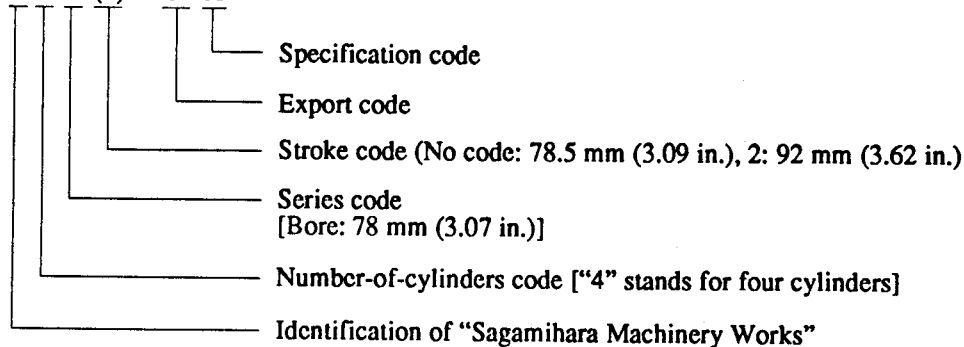 Specification code
Export code
Stroke code (No code: 78.5 mm (3.09 in.), 2: 92 mm (3.62 in.)
Series code
[Bore: 78 mm (3.07 in.)]
Number-of-cylinders code [“4” stands for four cylinders]
Identification of “Sagamihara Machinery Works”